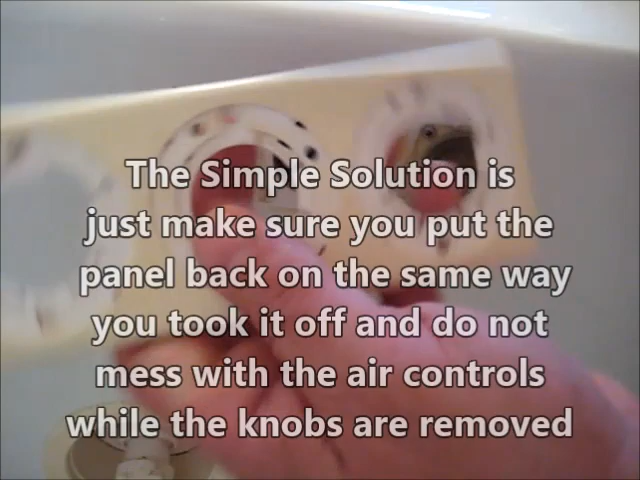 The Simple Solution is
just make sure you put the
panel back on the same way
you took it off and do not
mess with the air controls
while the knobs are removed